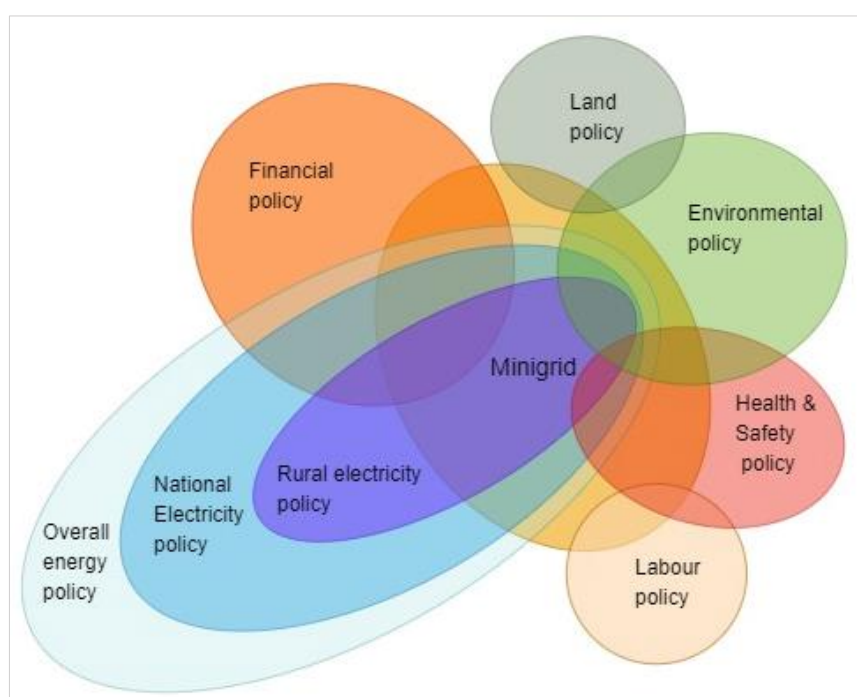 Land
policy
Financial
policy
Environmental
policy
Minigrid
Health &
Safety
policy
Rural electricity
policy
National
Electricity
policy
Overall
energy
policy
Labour
policy